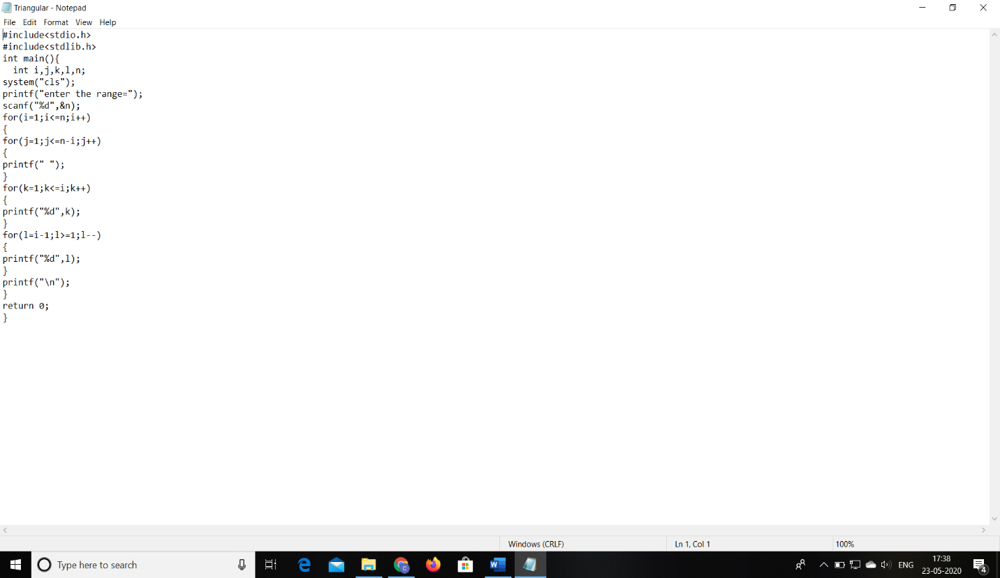 Triangular - Notepad
File Edit Format View Help
#include<stdio.h>
#include<stdlib.h>
int main(){
  int i,j,k,l,n;
system("cls");
printf("enter the range=");
scanf("%d",&n);
for(i=1;i<=n;i++)
{
for(j=1;j<=n-i;j++)
{
printf(" ");
}
for(k=1;k<=i;k++)
{
printf("%d",k);
}
for(l=i-1;l>=1;l--)
{
printf("%d",l);
}
printf("\n");
}
return 0;
}
Windows (CRLF) Ln 1, Col 1 100%
Type here to search
ENG
17:38
23-05-2020
4